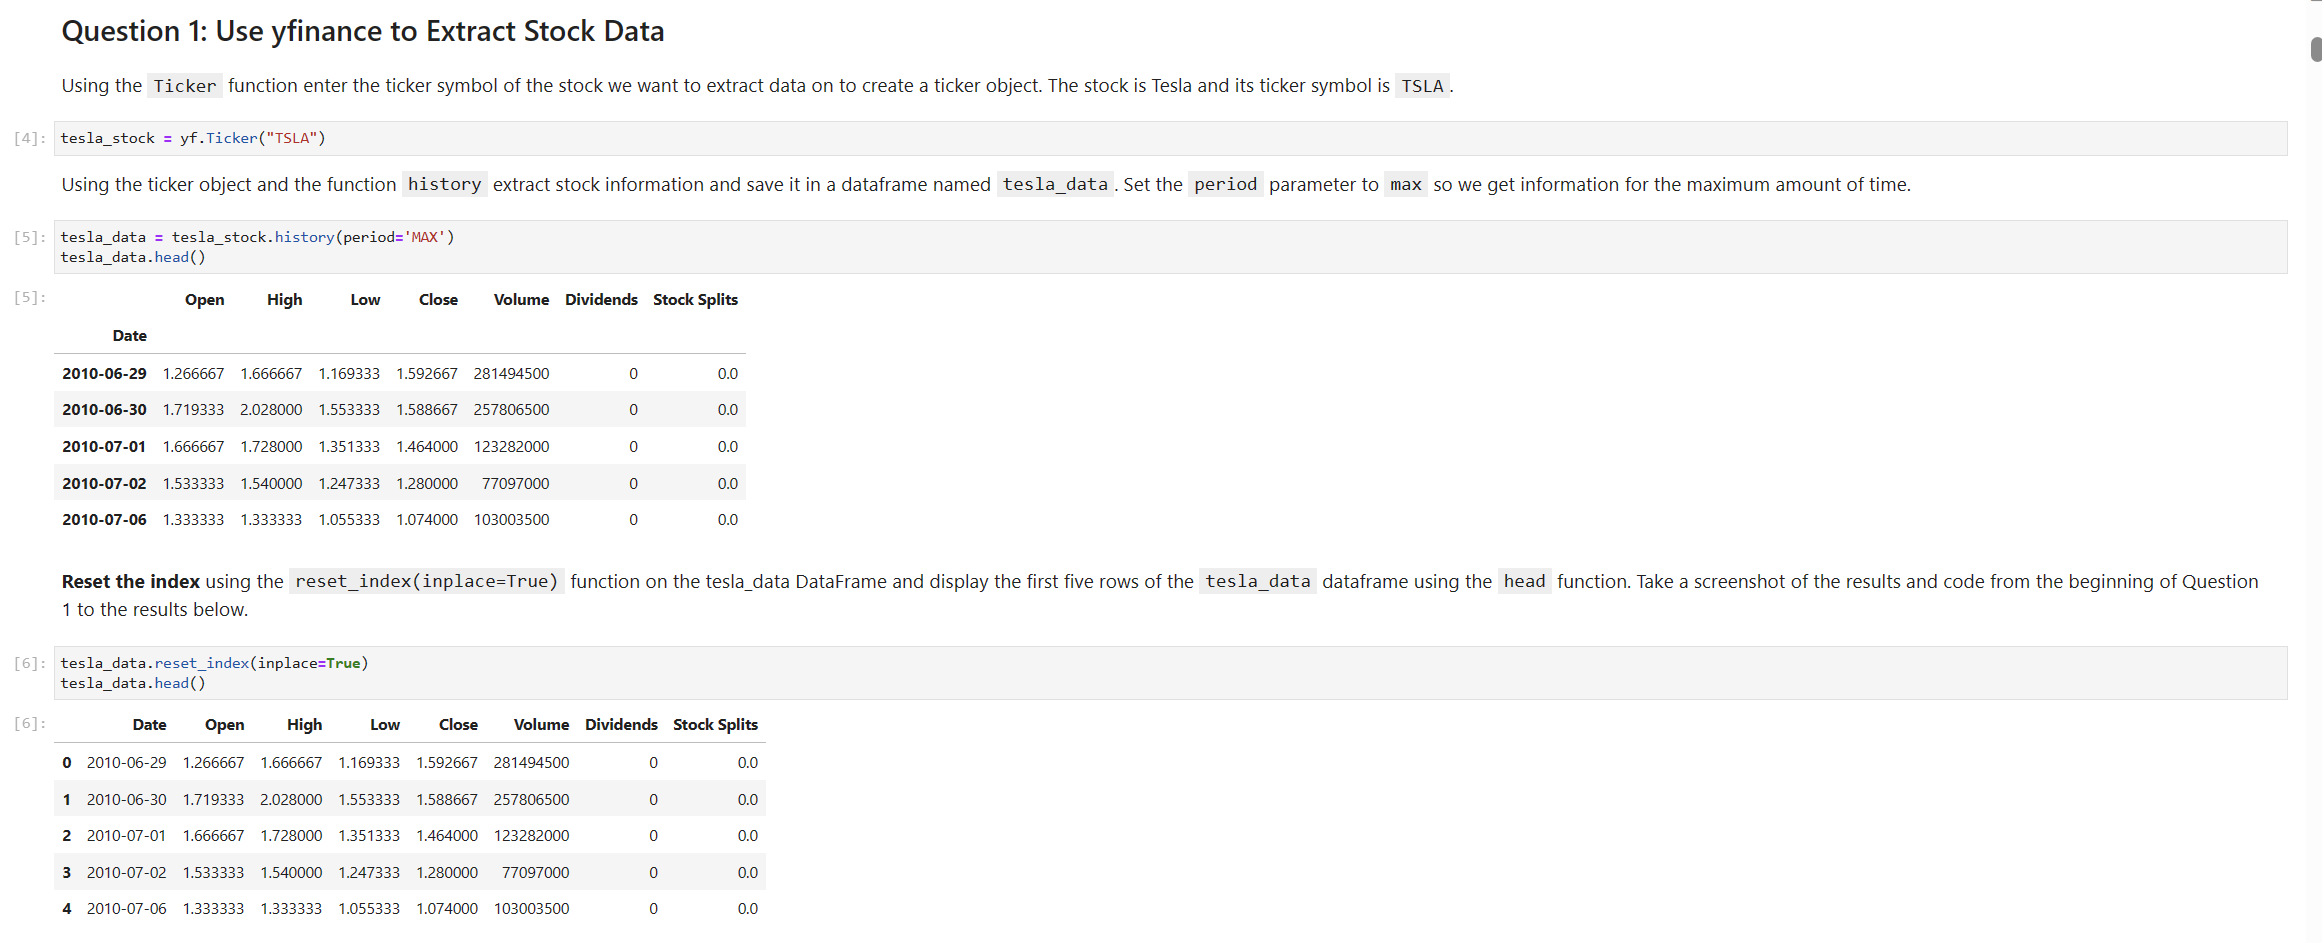 Question 1: Use yfinance to Extract Stock Data
Using the Ticker function enter the ticker symbol of the stock we want to extract data on to create a ticker object. The stock is Tesla and its ticker symbol is TSLA.
[4]: tesla_stock = yf.Ticker("TSLA")
Using the ticker object and the function history extract stock information and save it in a dataframe named tesla_data. Set the period parameter to max so we get information for the maximum amount of time.
[5]: tesla_data = tesla_stock.history(period='MAX')
tesla_data.head()
[5]: Open High Low Close Volume Dividends Stock Splits
Date
2010-06-29 1.266667 1.666667 1.169333 1.592667 281494500 0 0.0
2010-06-30 1.719333 2.028000 1.553333 1.588667 257806500 0 0.0
2010-07-01 1.666667 1.728000 1.351333 1.464000 123282000 0 0.0
2010-07-02 1.533333 1.540000 1.247333 1.280000 77097000 0 0.0
2010-07-06 1.333333 1.333333 1.055333 1.074000 103003500 0 0.0
Reset the index using the reset_index(inplace=True) function on the tesla_data DataFrame and display the first five rows of the tesla_data dataframe using the head function. Take a screenshot of the results and code from the beginning of Question
1 to the results below.
[6]: tesla_data.reset_index(inplace=True)
tesla_data.head()
[6]: Date Open High Low Close Volume Dividends Stock Splits
0 2010-06-29 1.266667 1.666667 1.169333 1.592667 281494500 0 0.0
1 2010-06-30 1.719333 2.028000 1.553333 1.588667 257806500 0 0.0
2 2010-07-01 1.666667 1.728000 1.351333 1.464000 123282000 0 0.0
3 2010-07-02 1.533333 1.540000 1.247333 1.280000 77097000 0 0.0
4 2010-07-06 1.333333 1.333333 1.055333 1.074000 103003500 0 0.0